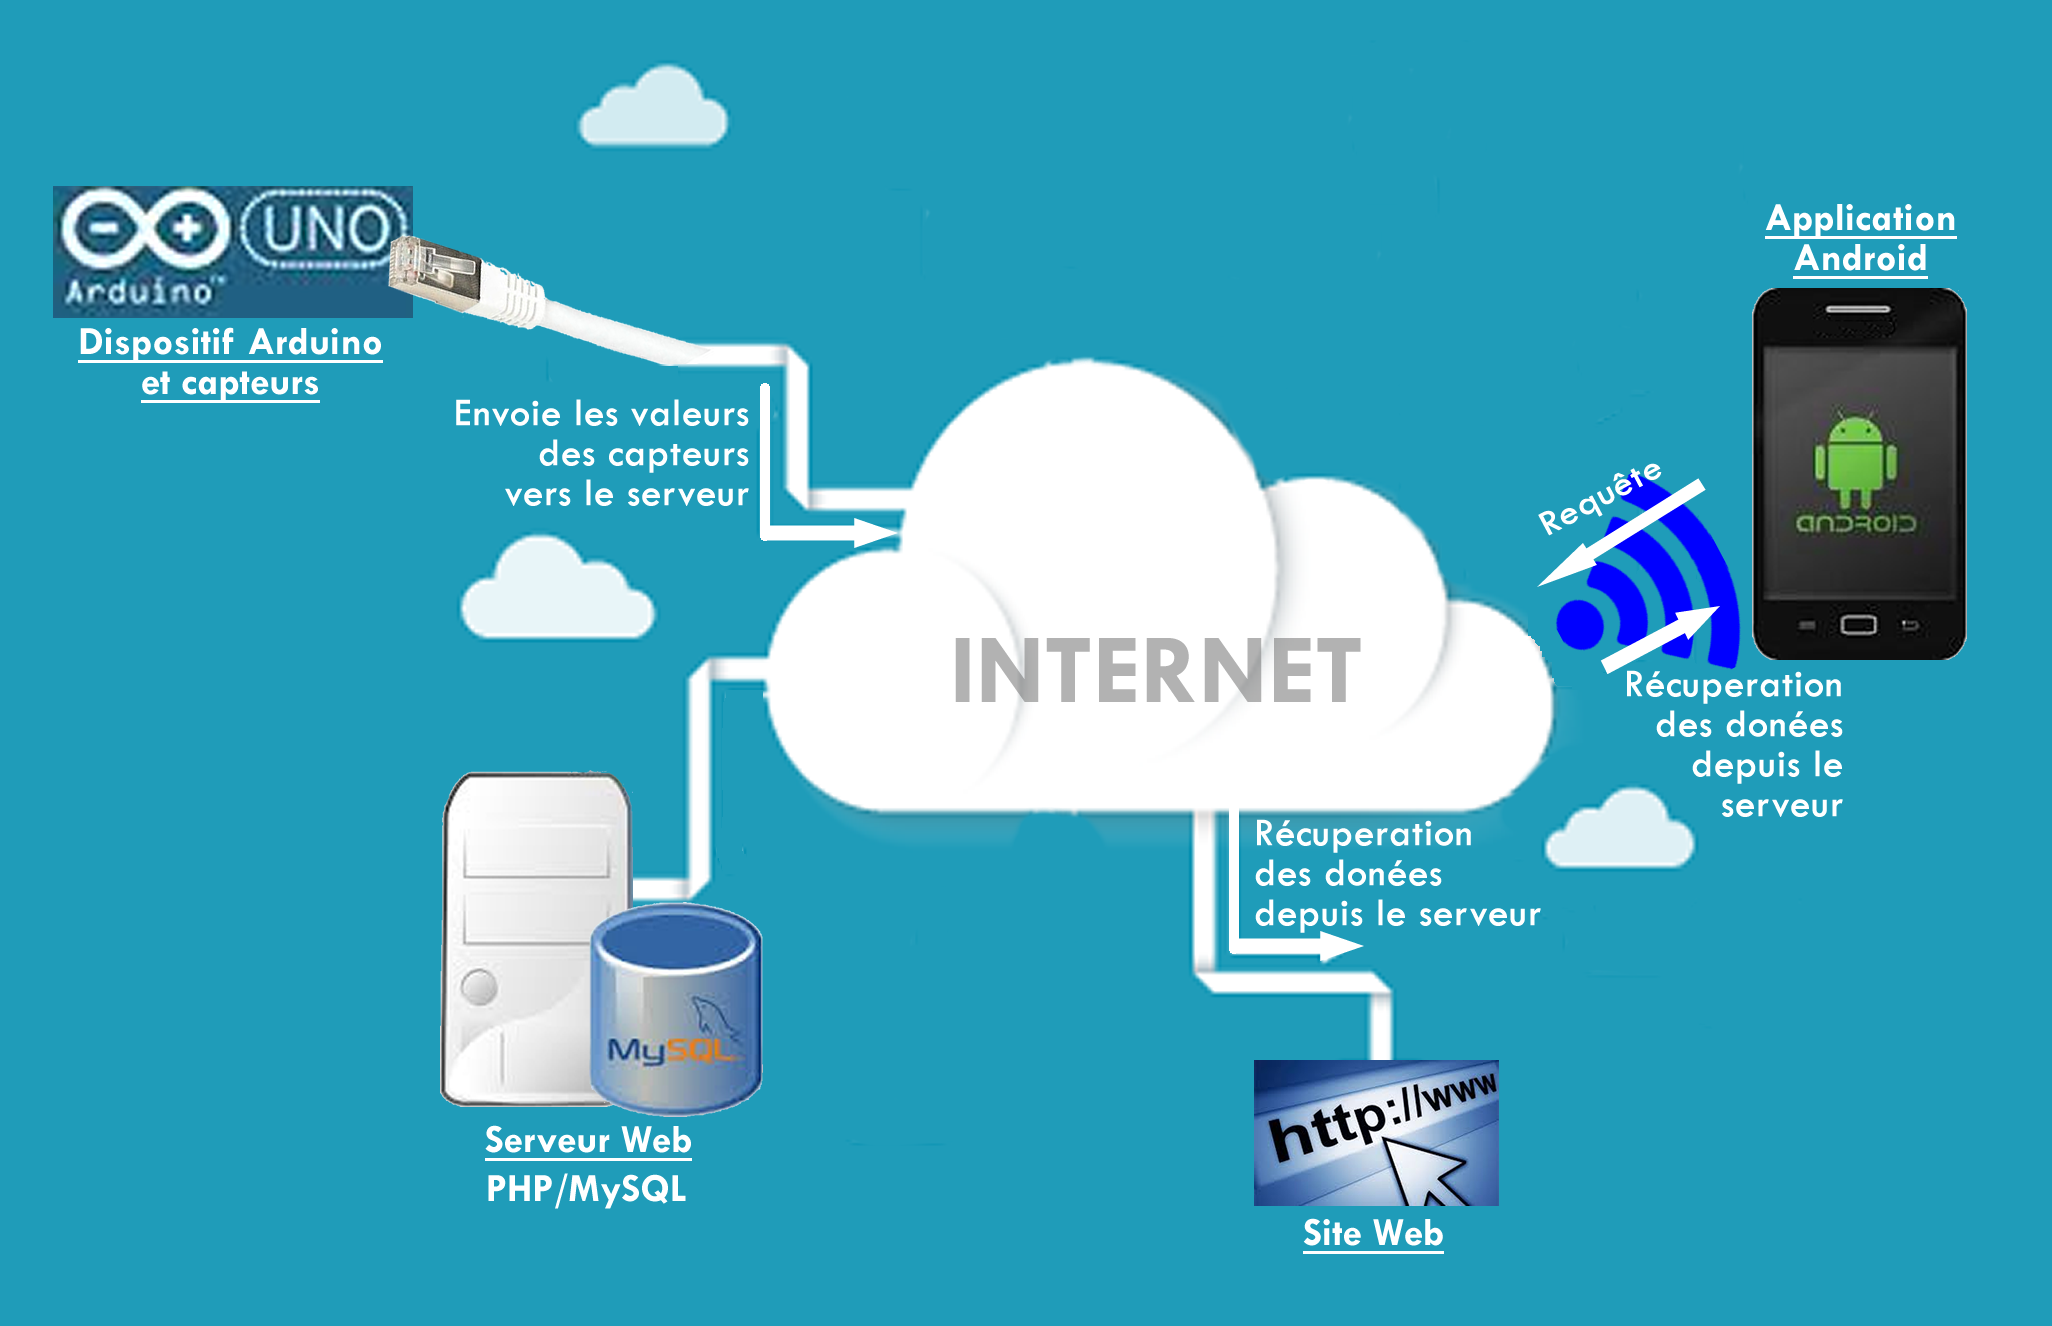 UNO
Arduino™
Dispositif Arduino
et capteurs
Envoie les valeurs
des capteurs
vers le serveur
INTERNET
Application
Android
ANDROID
Requête
Récuperation
des donées
depuis le
serveur
Récuperation
des donées
depuis le serveur
MySQL
Serveur Web
PHP/MySQL
http://www
Site Web